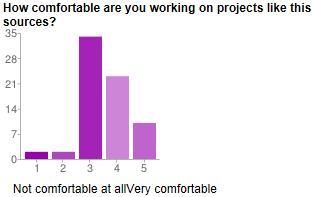 How comfortable are you working on projects like this
sources?
35
28
21
14
7
0
1 2 3 4 5
Not comfortable at allVery comfortable